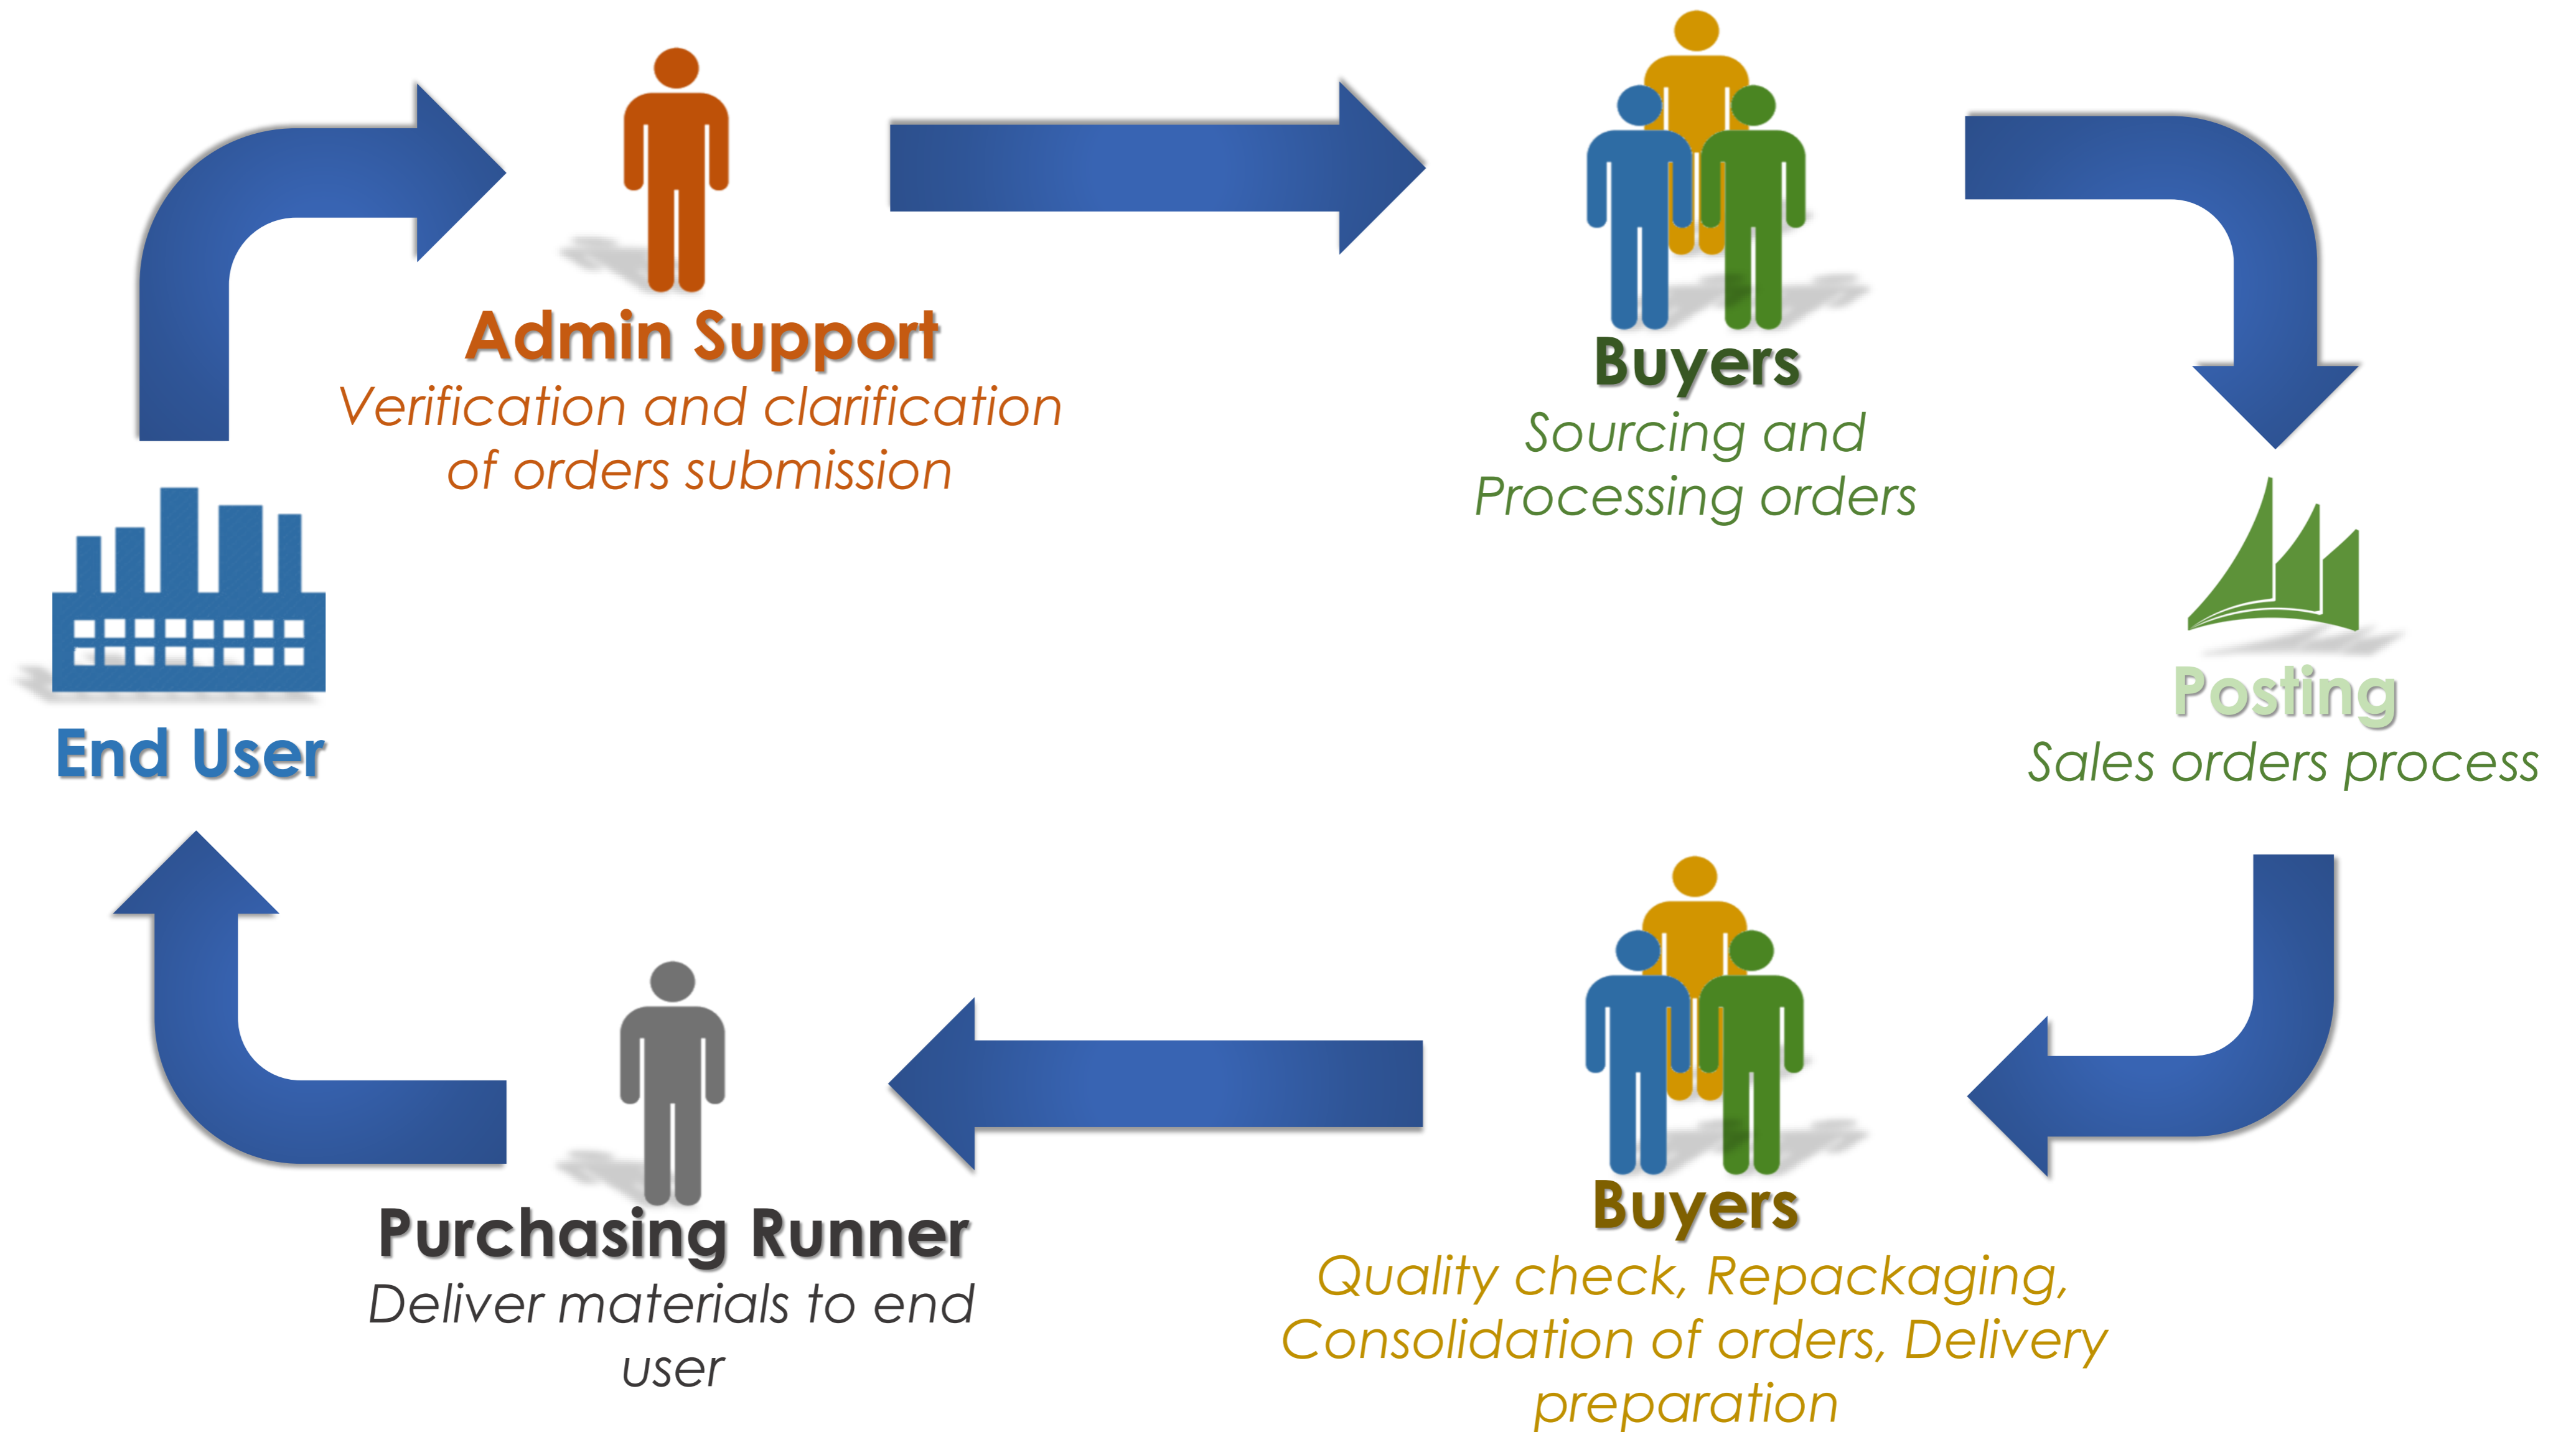 Admin Support
Verification and clarification
of orders submission
Buyers
Sourcing and
Processing orders
End User
Posting
Sales orders process
Purchasing Runner
Deliver materials to end
user
Buyers
Quality check, Repackaging,
Consolidation of orders, Delivery
preparation